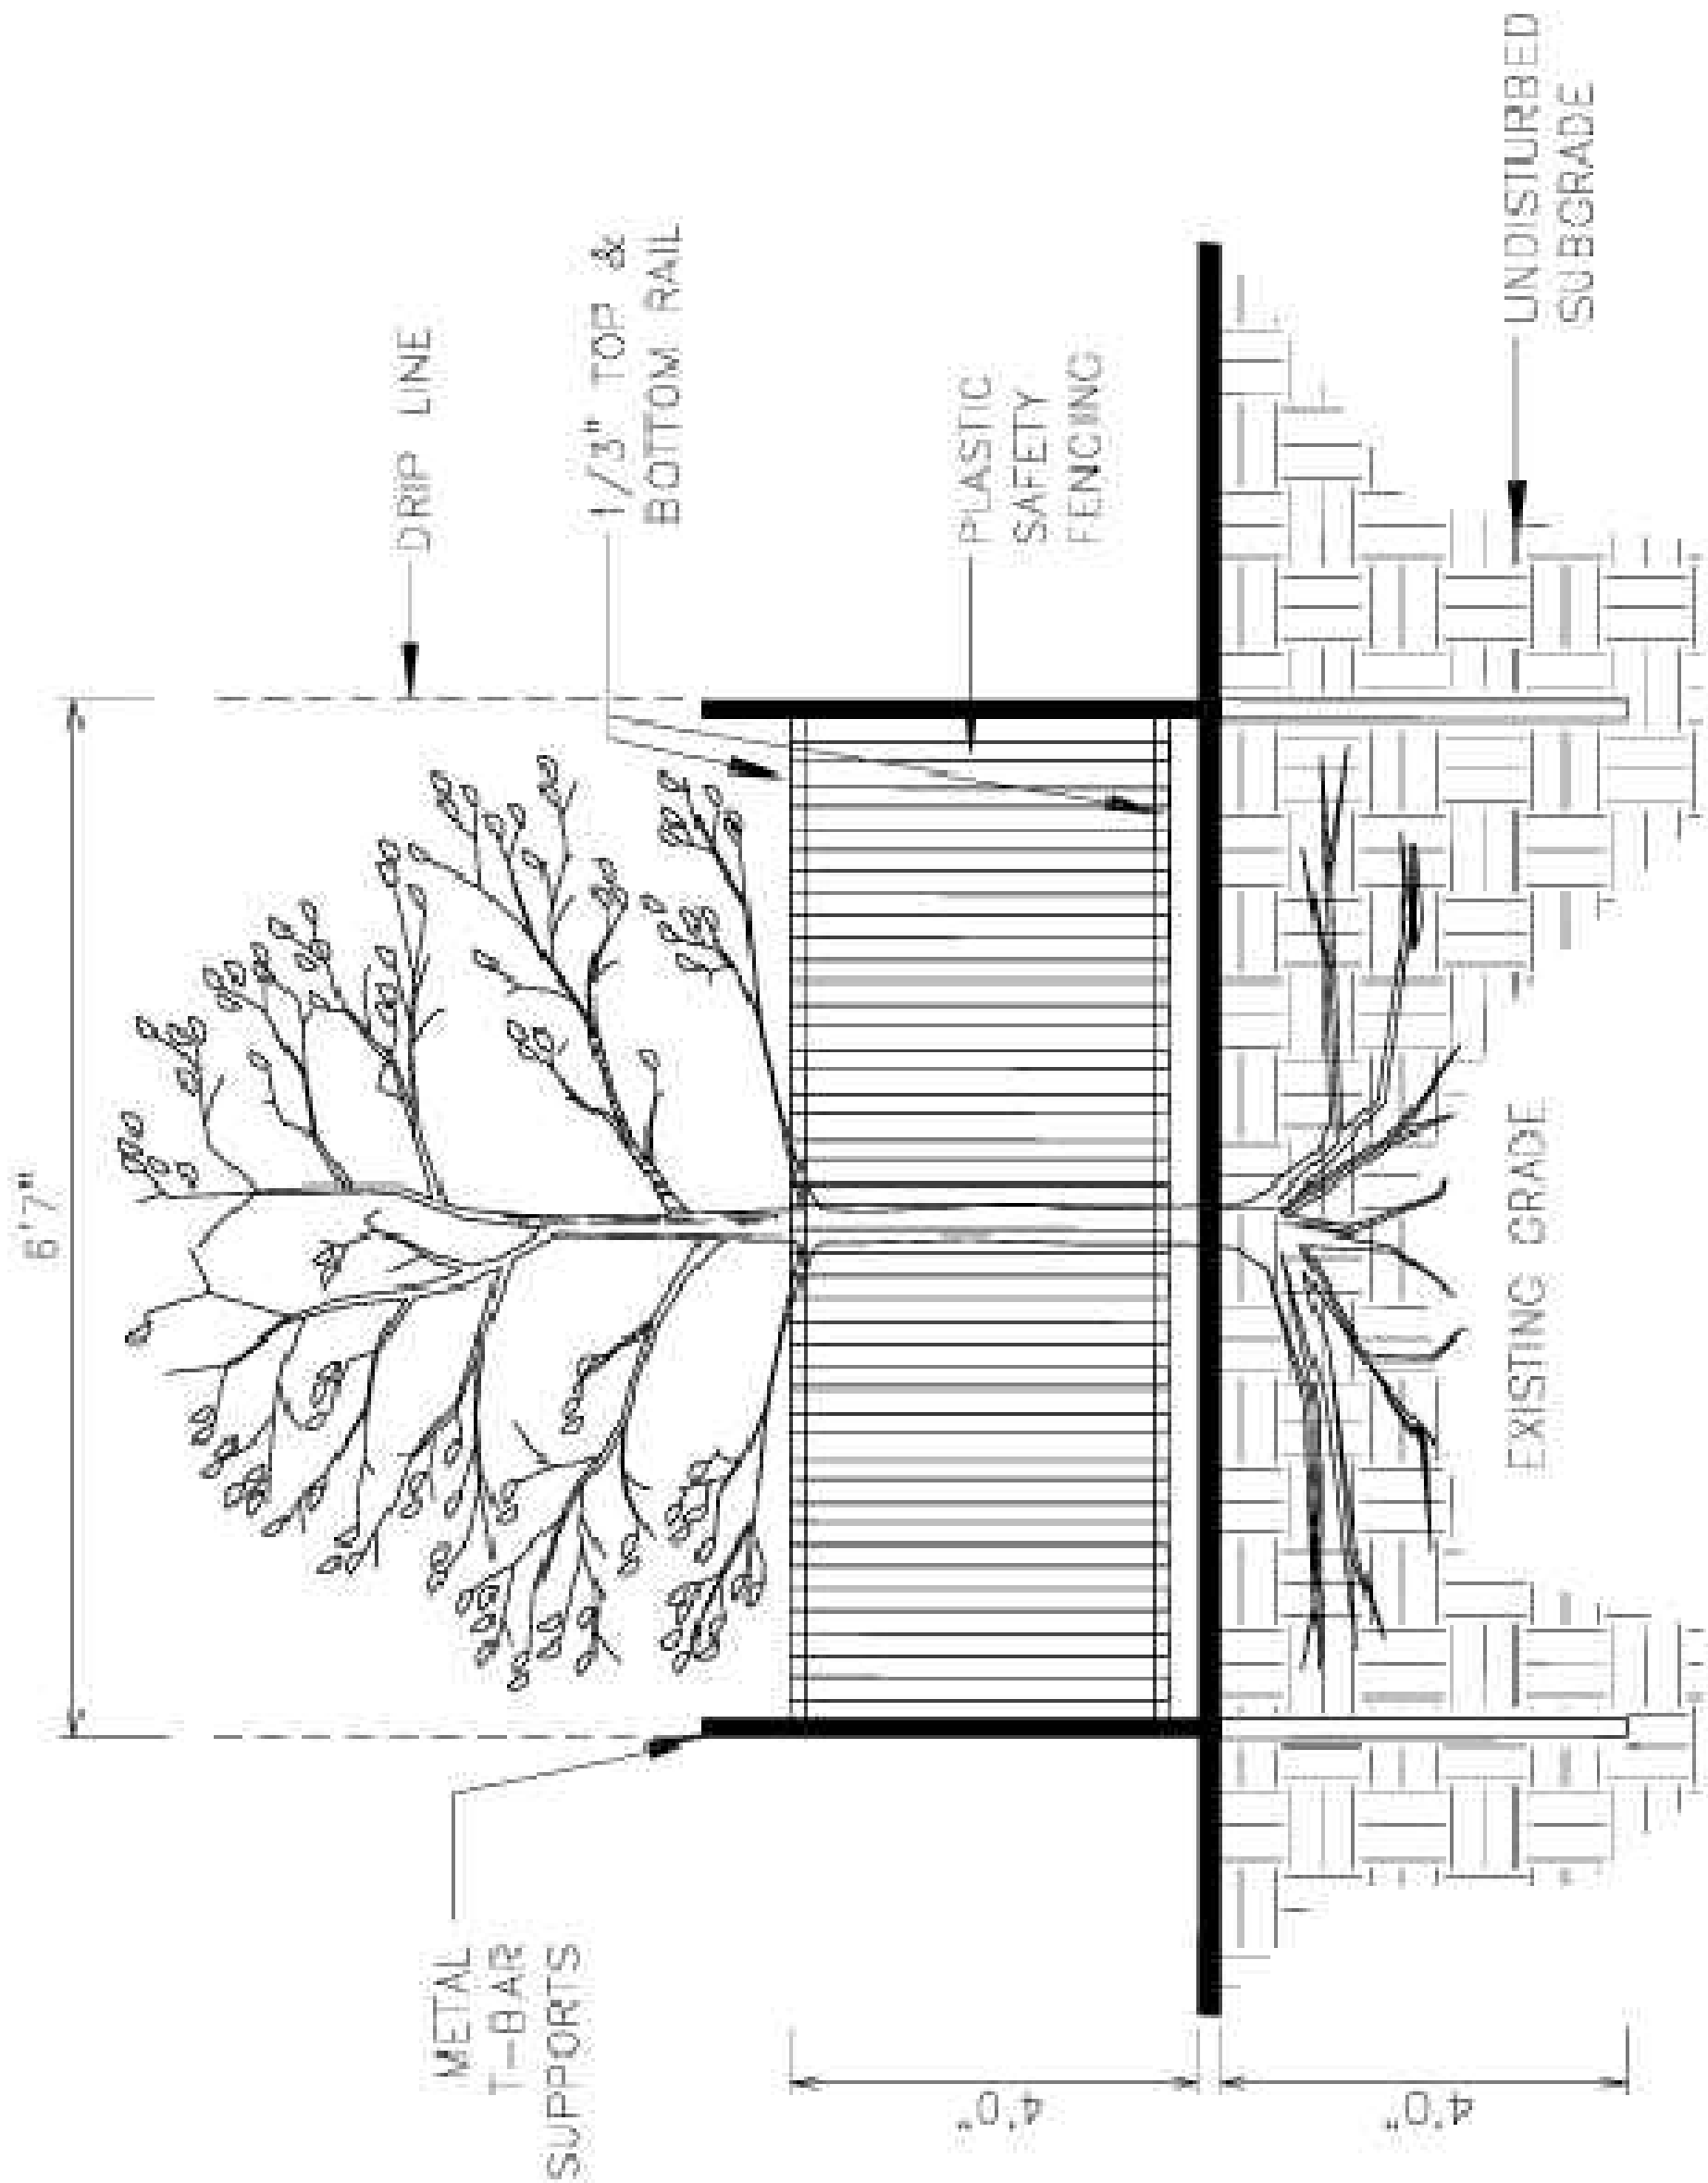 6'7"
DRIP LINE
1/3" TOP &
BOTTOM RAIL
METAL
T-BAR
SUPPORTS
PLASTIC
SAFETY
FENCING
4'0"
4'0"
EXISTING GRADE
UNDISTURBED
SUBGRADE